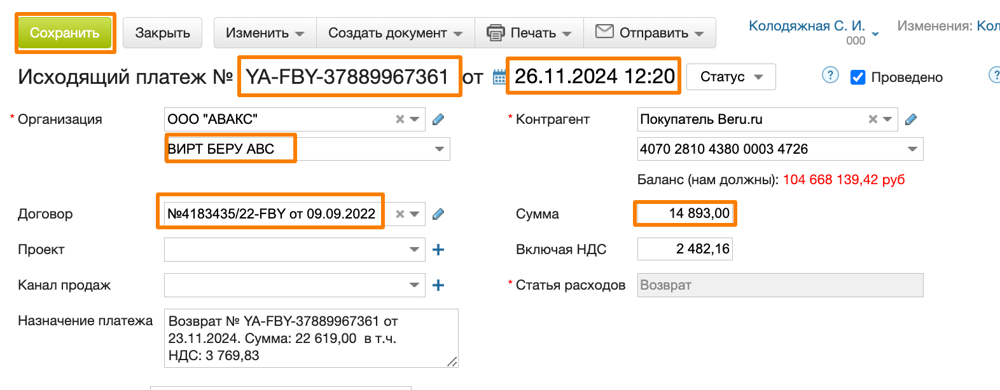 Сохранить Закрыть Изменить Создать документ Печать Отправить Колодяжная С. И. Изменения: Кол
000
Исходящий платеж № YA-FBY-37889967361 от 26.11.2024 12:20 Статус ? Проведено ?
* Организация ООО "АВАКС" * Контрагент Покупатель Beru.ru
ВИРТ БЕРУ АВС 4070 2810 4380 0003 4726
Баланс (нам должны): 104 668 139,42 руб
Договор №4183435/22-FBY от 09.09.2022 Сумма 14 893,00
Проект Включая НДС 2 482,16
Канал продаж * Статья расходов Возврат
Назначение платежа Возврат № YA-FBY-37889967361 от
23.11.2024. Сумма: 22 619,00 в т.ч.
НДС: 3 769,83